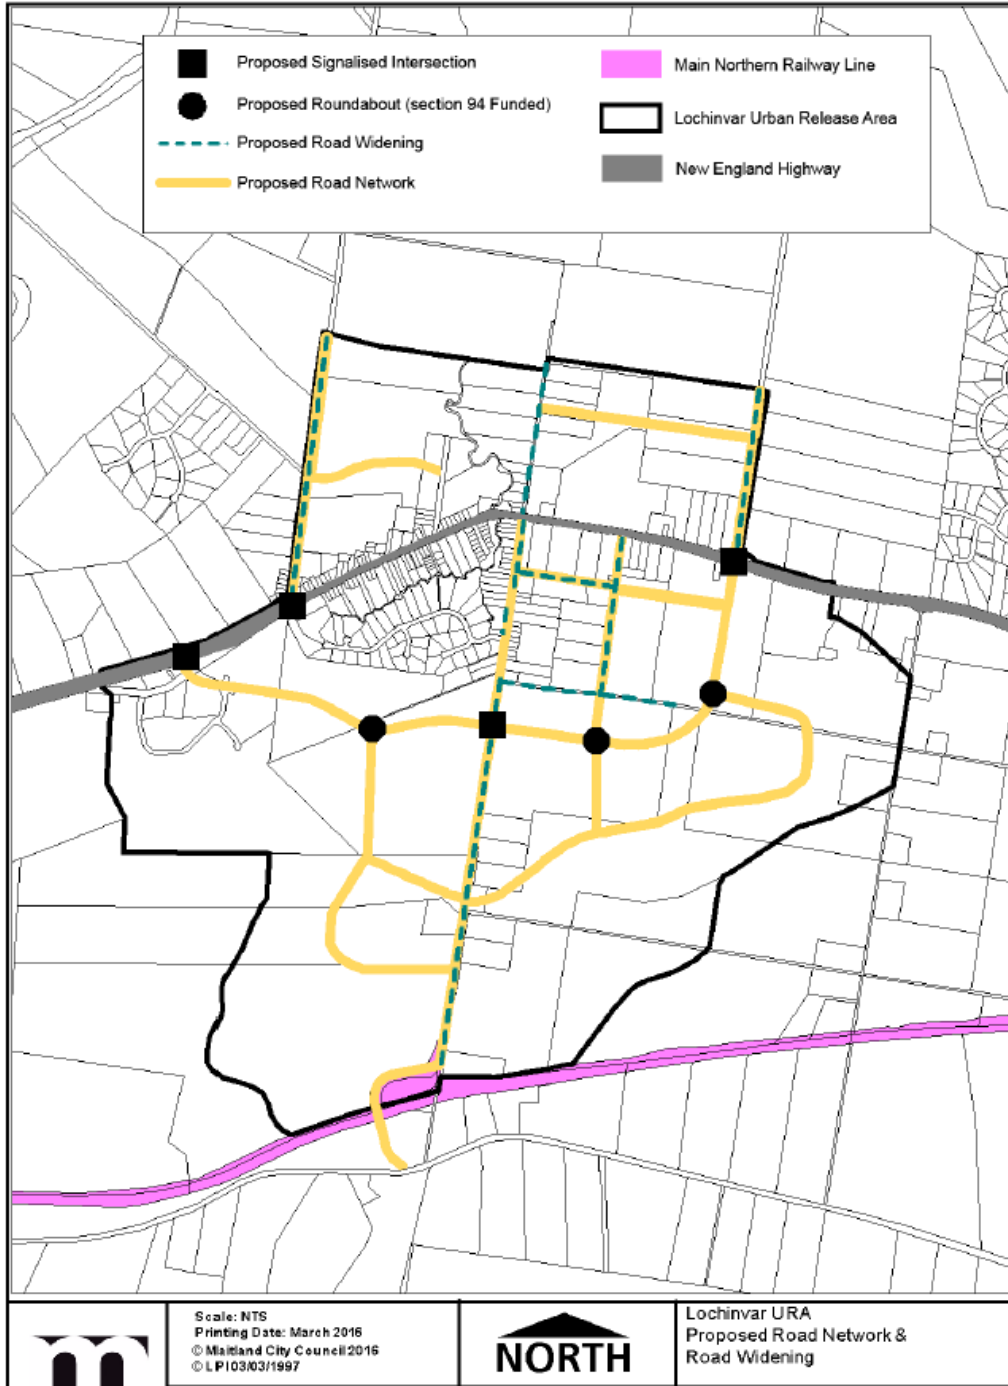 Proposed Signalised Intersection
Proposed Roundabout (section 94 Funded)
Proposed Road Widening
Proposed Road Network
Main Northern Railway Line
Lochinvar Urban Release Area
New England Highway
Scale: NTS
Printing Date: March 2016
© Maitland City Council 2016
© LPI 03/03/1997
NORTH
Lochinvar URA
Proposed Road Network &
Road Widening